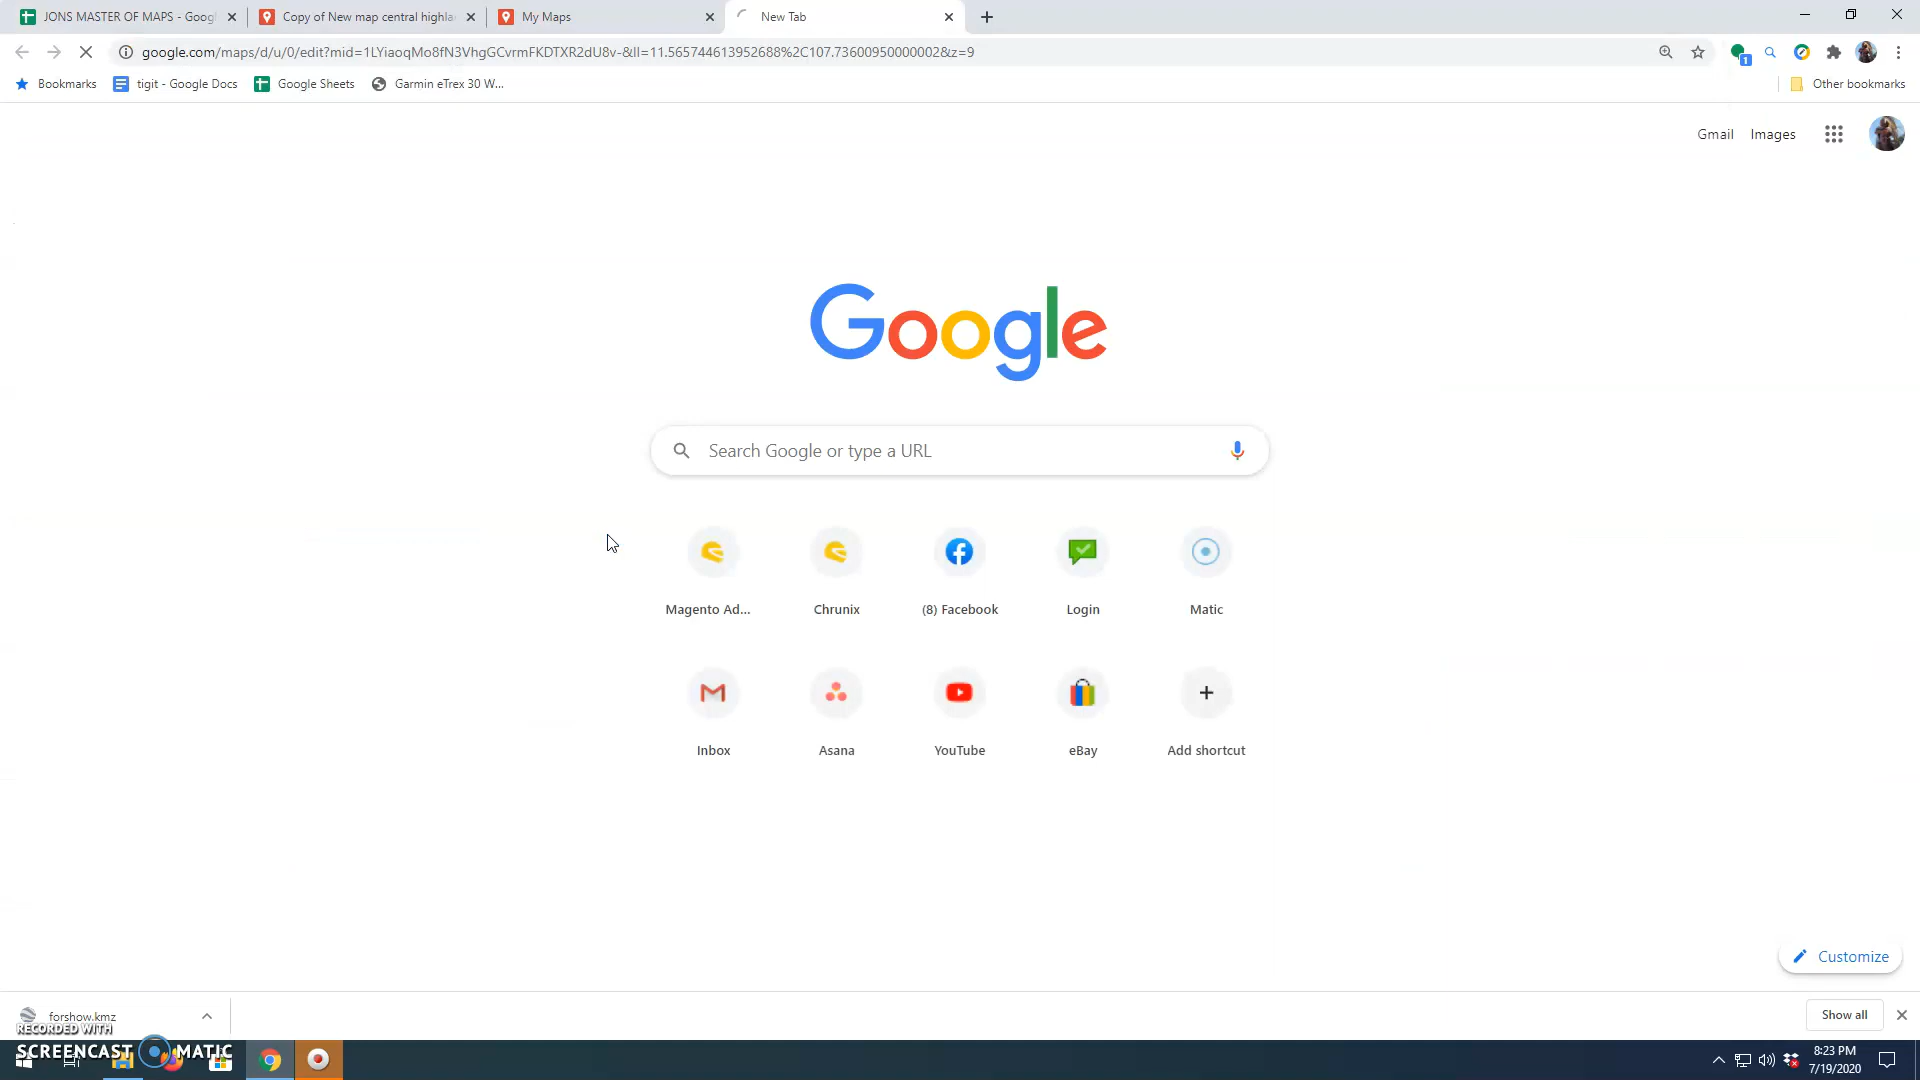 JONS MASTER OF MAPS - Goog
Copy of New map central highla
My Maps
New Tab
google.com/maps/d/u/0/edit?mid=1LYiaoqMo8fN3VhgGCvrmFKDTXR2dU8v-&ll=11.565744613952688%2C107.73600950000002&z=9
1
Bookmarks
tigit - Google Docs
Google Sheets
Garmin eTrex 30 W...
Other bookmarks
Gmail
Images
Google
Search Google or type a URL
Magento Ad...
Chrunix
(8) Facebook
Login
Matic
Inbox
Asana
YouTube
eBay
Add shortcut
Customize
forshow.kmz
Show all
RECORDED WITH
SCREENCAST MATIC
8:23 PM
7/19/2020